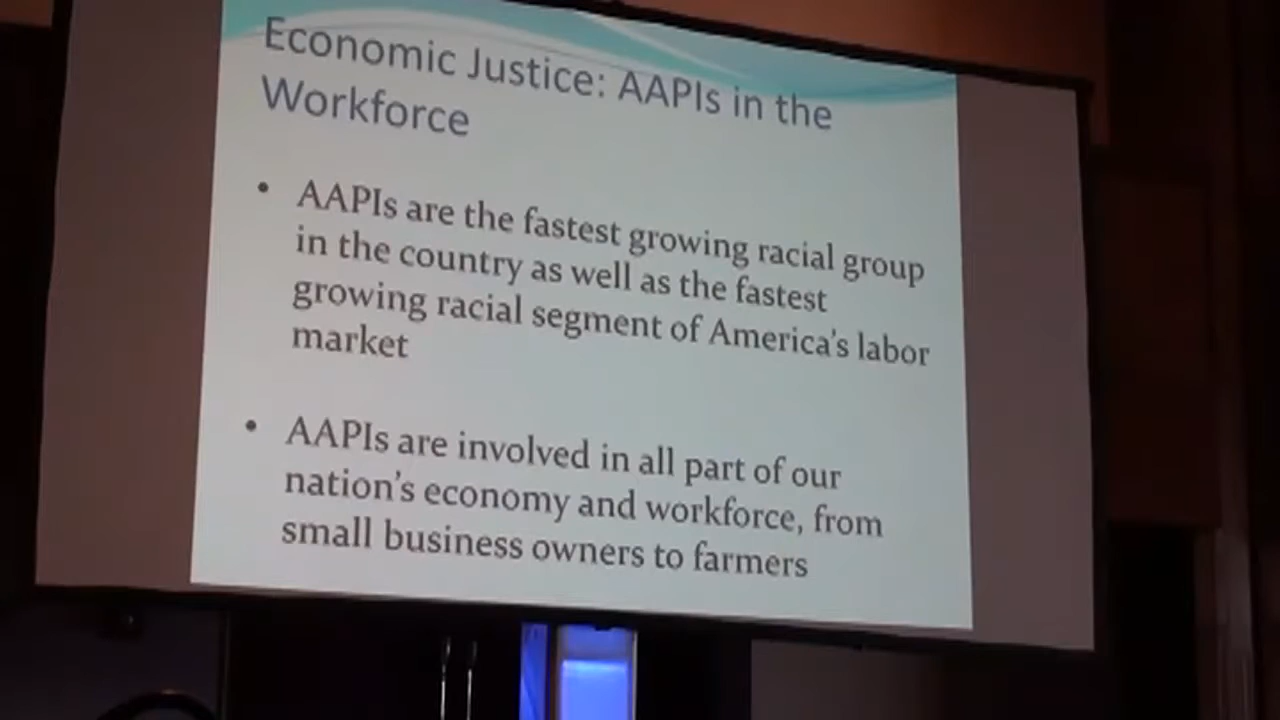 Economic Justice: AAPIs in the
Workforce
• AAPIs are the fastest growing racial group
in the country as well as the fastest
growing racial segment of America's labor
market
• AAPIs are involved in all part of our
nation's economy and workforce, from
small business owners to farmers